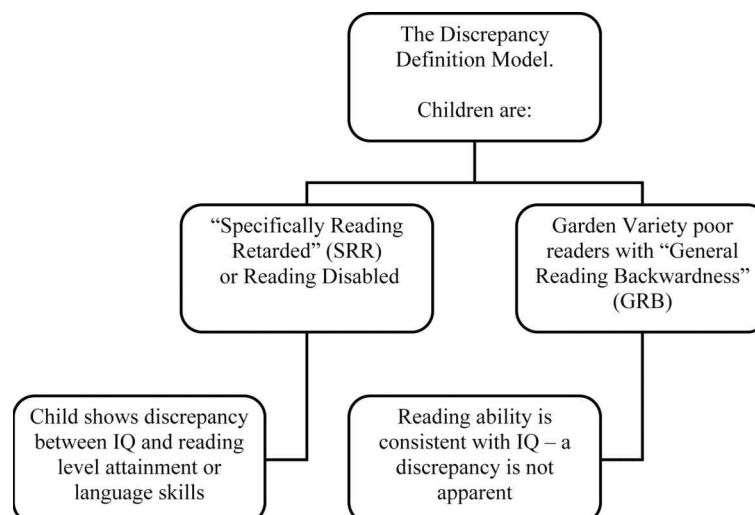 The Discrepancy
Definition Model.
Children are:
“Specifically Reading
Retarded” (SRR)
or Reading Disabled
Garden Variety poor
readers with “General
Reading Backwardness”
(GRB)
Child shows discrepancy
between IQ and reading
level attainment or
language skills
Reading ability is
consistent with IQ – a
discrepancy is not
apparent